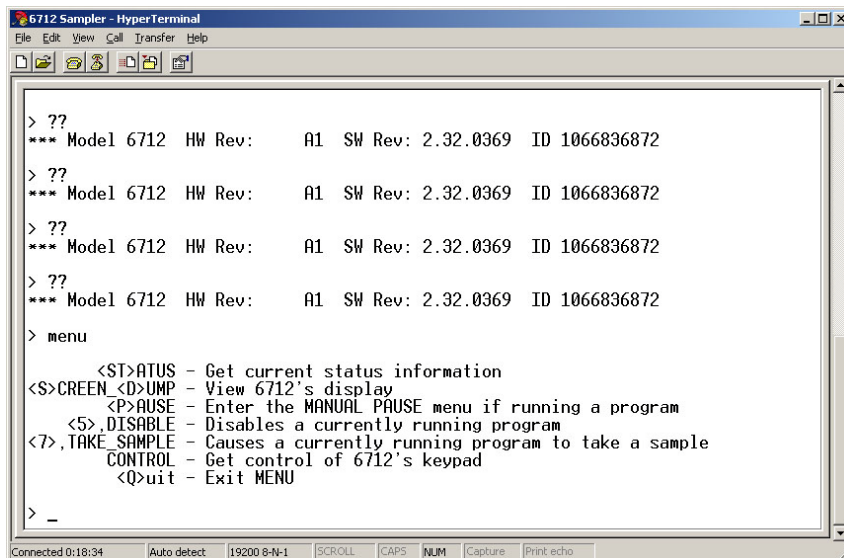 6712 Sampler - HyperTerminal
File Edit View Call Transfer Help
> ??
*** Model 6712 HW Rev: A1 SW Rev: 2.32.0369 ID 1066836872
> ??
*** Model 6712 HW Rev: A1 SW Rev: 2.32.0369 ID 1066836872
> ??
*** Model 6712 HW Rev: A1 SW Rev: 2.32.0369 ID 1066836872
> ??
*** Model 6712 HW Rev: A1 SW Rev: 2.32.0369 ID 1066836872
> menu
<ST>ATUS - Get current status information
<S>CREEN_<D>UMP - View 6712's display
<P>AUSE - Enter the MANUAL PAUSE menu if running a program
<5>,DISABLE - Disables a currently running program
<7>,TAKE_SAMPLE - Causes a currently running program to take a sample
CONTROL - Get control of 6712's keypad
<Q>uit - Exit MENU
> _
Connected 0:18:34 Auto detect 19200 8-N-1 SCROLL CAPS NUM Capture Print echo